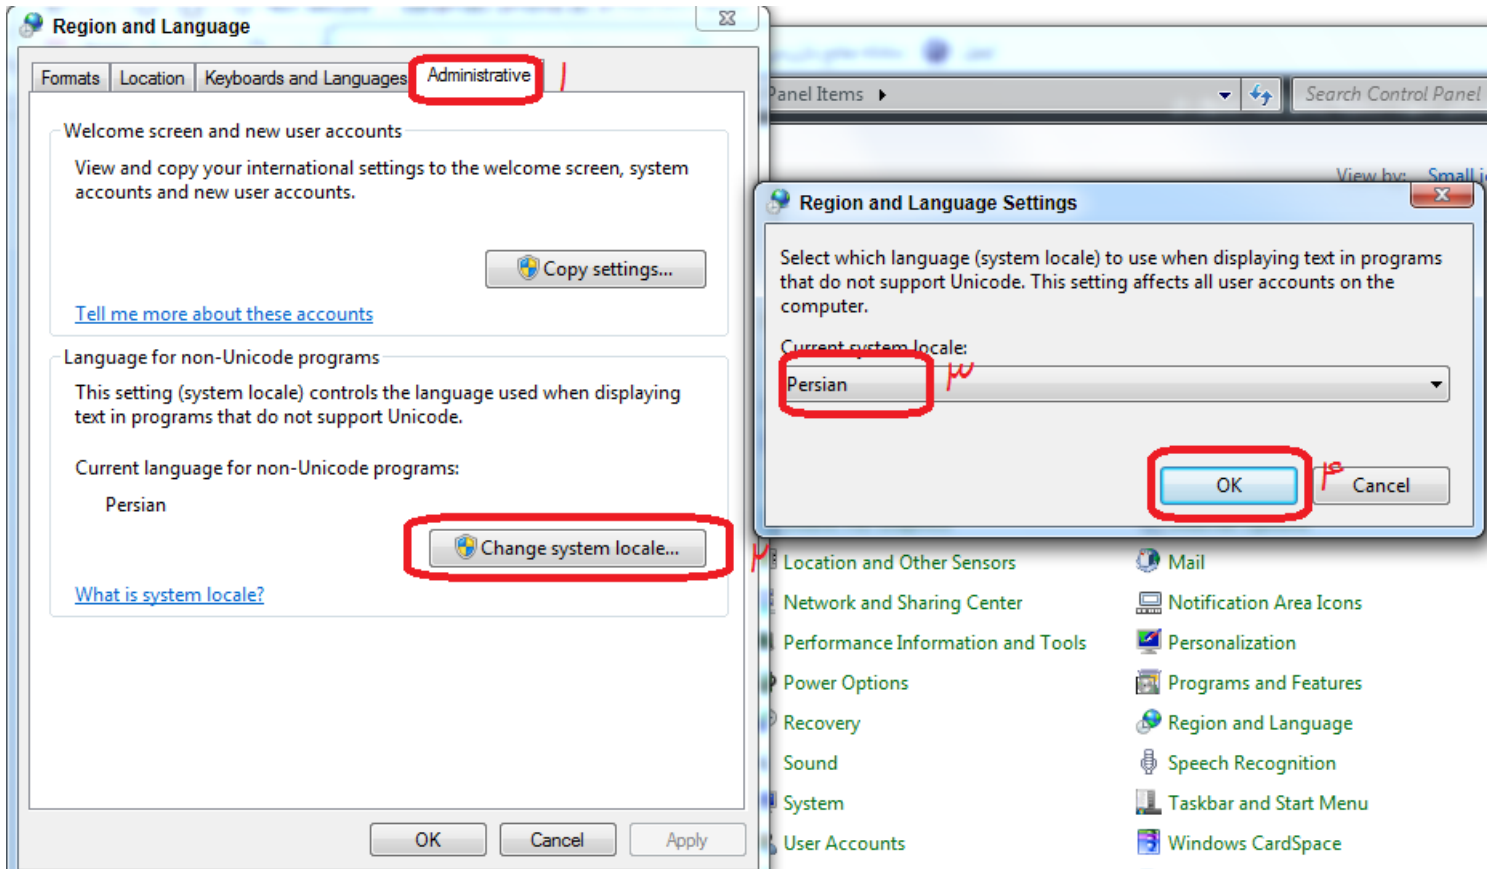 Region and Language
Formats
Location
Keyboards and Languages
Administrative
۱
Welcome screen and new user accounts
View and copy your international settings to the welcome screen, system
accounts and new user accounts.
Copy settings...
Tell me more about these accounts
Language for non-Unicode programs
This setting (system locale) controls the language used when displaying
text in programs that do not support Unicode.
Current language for non-Unicode programs:
Persian
Change system locale...
۲
What is system locale?
OK
Cancel
Apply
Panel Items
Search Control Panel
View by:
Small
Region and Language Settings
Select which language (system locale) to use when displaying text in programs
that do not support Unicode. This setting affects all user accounts on the
computer.
Current system locale:
Persian
۳
OK
۴
Cancel
Location and Other Sensors
Mail
Network and Sharing Center
Notification Area Icons
Performance Information and Tools
Personalization
Power Options
Programs and Features
Recovery
Region and Language
Sound
Speech Recognition
System
Taskbar and Start Menu
User Accounts
Windows CardSpace